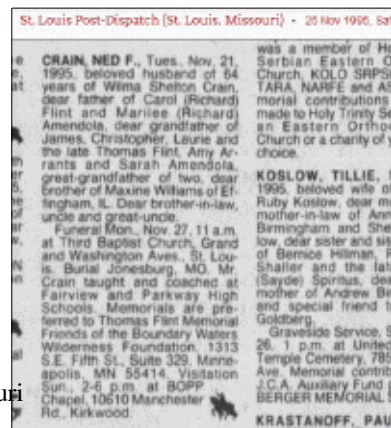 St. Louis Post-Dispatch (St. Louis, Missouri) · 25 Nov 1995, Sat
CRAIN, NED F., Tues., Nov. 21,
1995, beloved husband of 64
years of Wilma Shelton Crain,
dear father of Carol (Richard)
Flint and Marilee (Richard)
Amendola, dear grandfather of
James, Christopher, Laurie and
the late Thomas Flint, Amy Ar-
rants and Sarah Amendola,
great-grandfather of two, dear
brother of Maxine Williams of Ef-
fingham, IL. Dear brother-in-law,
uncle and great-uncle.
Funeral Mon., Nov. 27, 11 a.m.
at Third Baptist Church, Grand
and Washington Aves., St. Lou-
is. Burial Jonesburg, MO. Mr.
Crain taught and coached at
Fairview and Parkway High
Schools. Memorials are pre-
ferred to Thomas Flint Memorial
Friends of the Boundary Waters
Wilderness Foundation, 1313
S.E. Fifth St., Suite 329, Minne-
apolis, MN 55414. Visitation
Sun., 2-6 p.m. at BOPP
Chapel, 10610 Manchester
Rd., Kirkwood.
uri
was a member of
Serbian Eastern
Church, KOLO
TARA, NARFE and
morial contributions
made to Holy Trinity
an Eastern
Church or a charity of
choice.
KOSLOW, TILLIE,
1995, beloved wife
Ruby Koslow, dear
mother-in-law of
Birmingham and
low, dear sister and
of Bernice Hillman,
Shaller and the
(Sayde) Spiritus,
mother of Andrew
and special friend
Goldberg.
Graveside Service,
26, 1 p.m. at United
Temple Cemetery,
Ave. Memorial
J.C.A. Auxiliary Fund
BERGER MEMORIAL
KRASTANOFF,